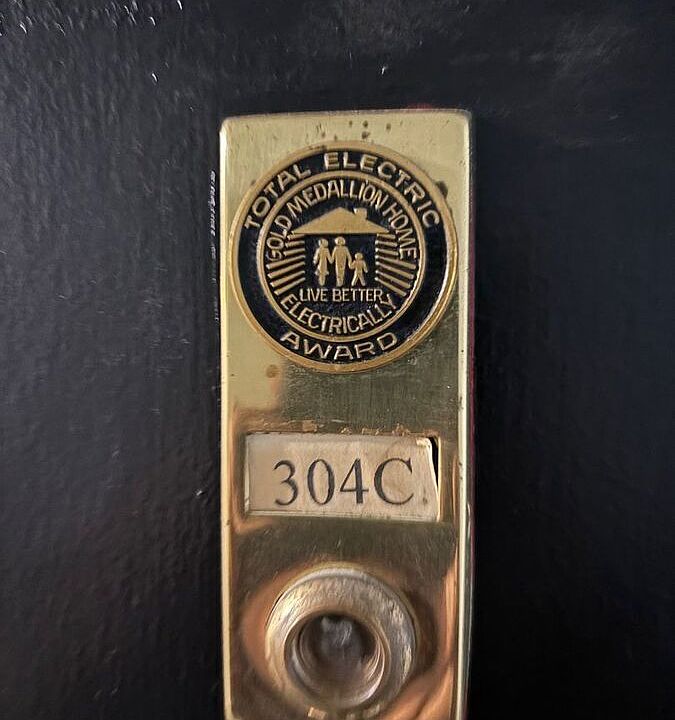 TOTAL ELECTRIC
GOLD MEDALLION HOME
LIVE BETTER
ELECTRICALLY
AWARD
304C